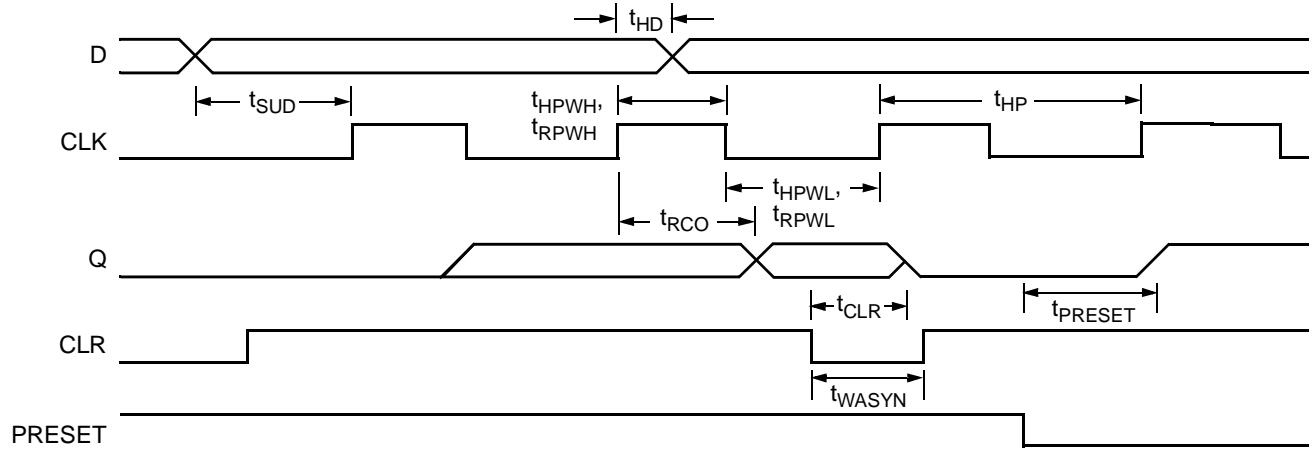 tHD
D
tSUD
tHPWH,
tRPWH
tHP
CLK
tHPWL,
tRPWL
tRCO
Q
tCLR
tPRESET
CLR
tWASYN
PRESET